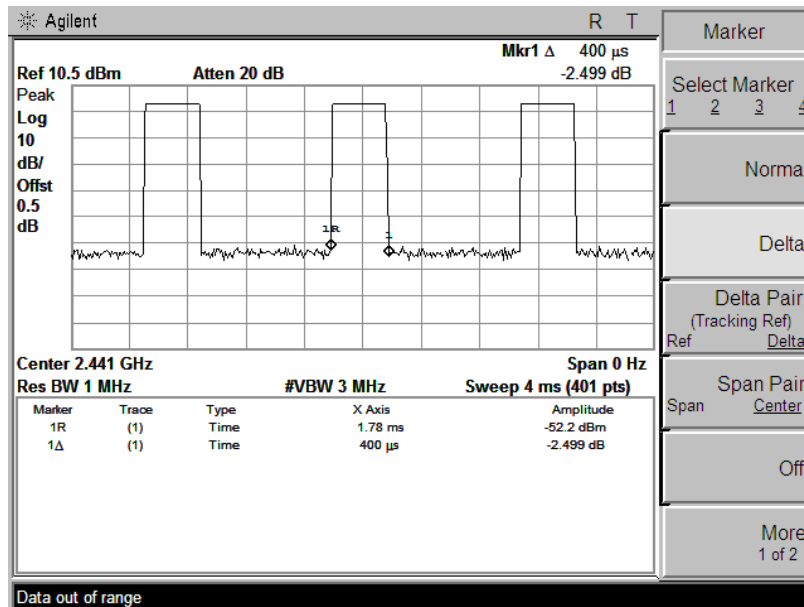 Agilent R T
Mkr1 Δ 400 µs
Ref 10.5 dBm Atten 20 dB -2.499 dB
Peak
Log
10
dB/
Offst
0.5
dB
1R
1
Center 2.441 GHz Span 0 Hz
Res BW 1 MHz #VBW 3 MHz Sweep 4 ms (401 pts)
Marker Trace Type X Axis Amplitude
1R (1) Time 1.78 ms -52.2 dBm
1Δ (1) Time 400 µs -2.499 dB
Marker
Select Marker
1 2 3 4
Norma
Delta
Delta Pair
(Tracking Ref)
Ref Delta
Span Pair
Span Center
Off
More
1 of 2
Data out of range